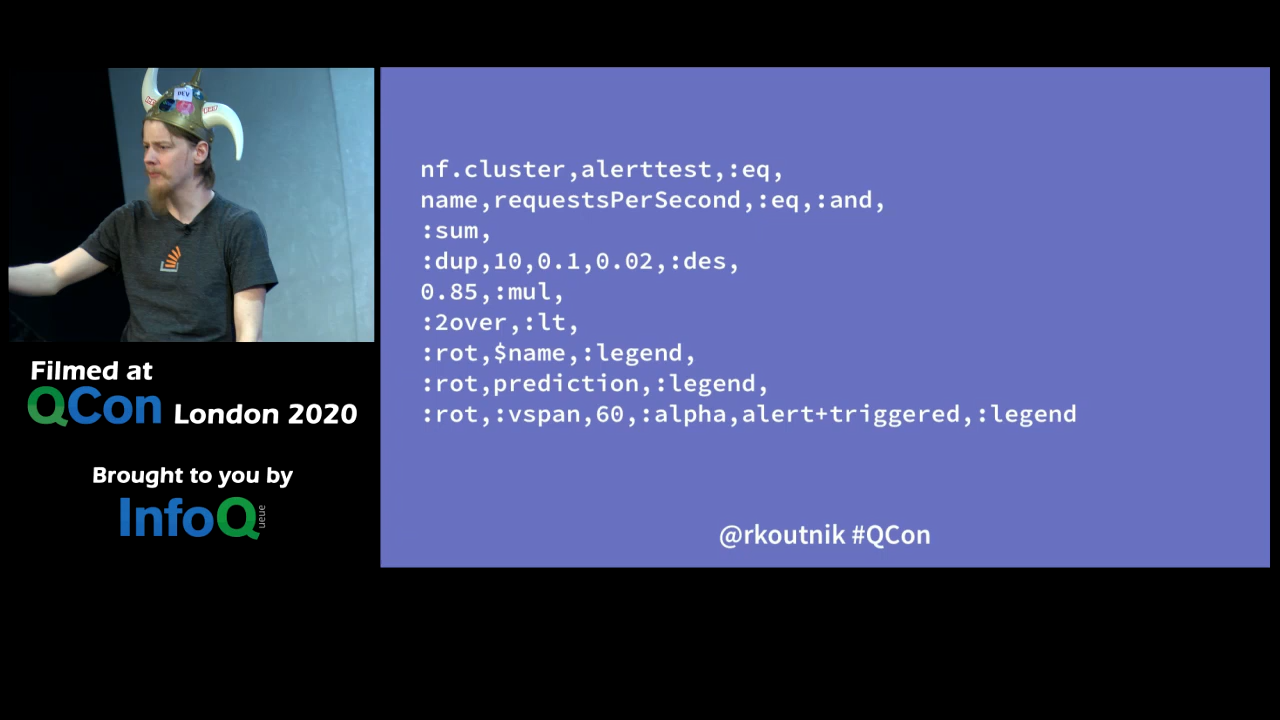 PEV
Filmed at
QCon London 2020
Brought to you by
InfoQ
ueue
nf.cluster,alerttest,:eq,
name,requestsPerSecond,:eq,:and,
:sum,
:dup,10,0.1,0.02,:des,
0.85,:mul,
:2over,:lt,
:rot,$name,:legend,
:rot,prediction,:legend,
:rot,:vspan,60,:alpha,alert+triggered,:legend
@rkoutnik #QCon